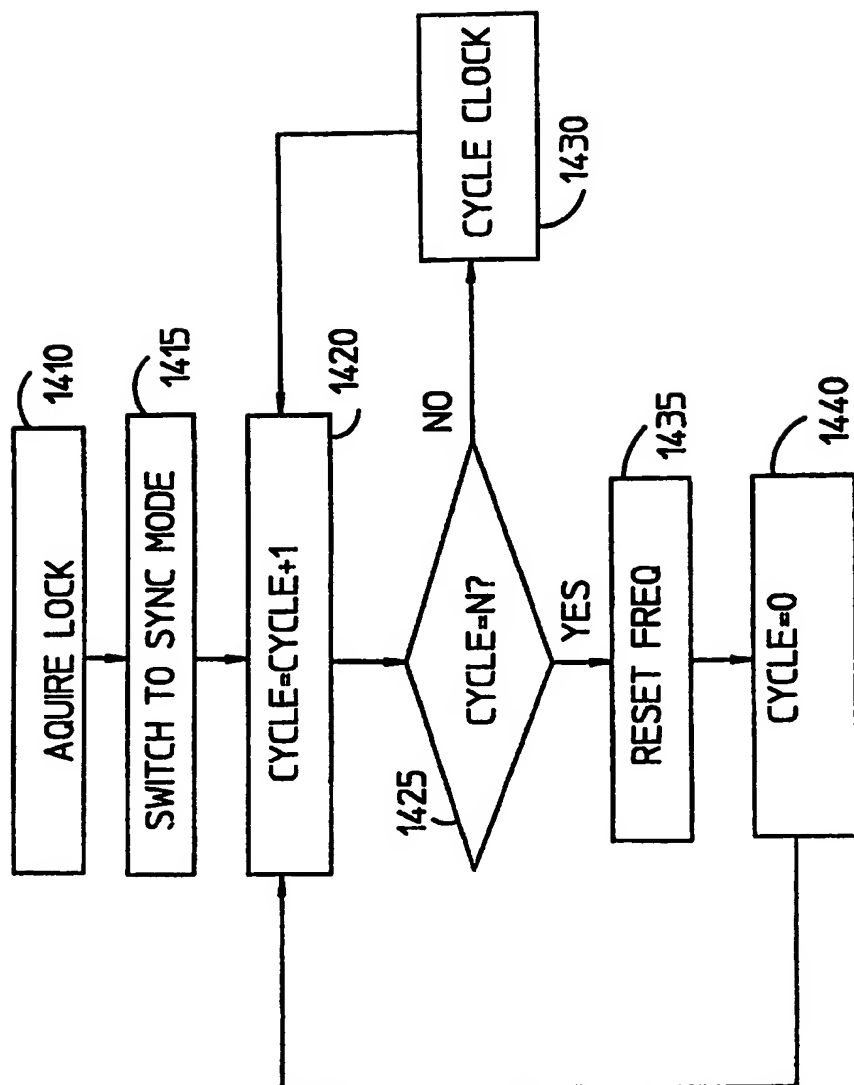 AQUIRE LOCK
1410
SWITCH TO SYNC MODE
1415
CYCLE=CYCLE+1
1420
CYCLE=N?
1425
NO
CYCLE CLOCK
1430
YES
RESET FREQ
1435
CYCLE=0
1440